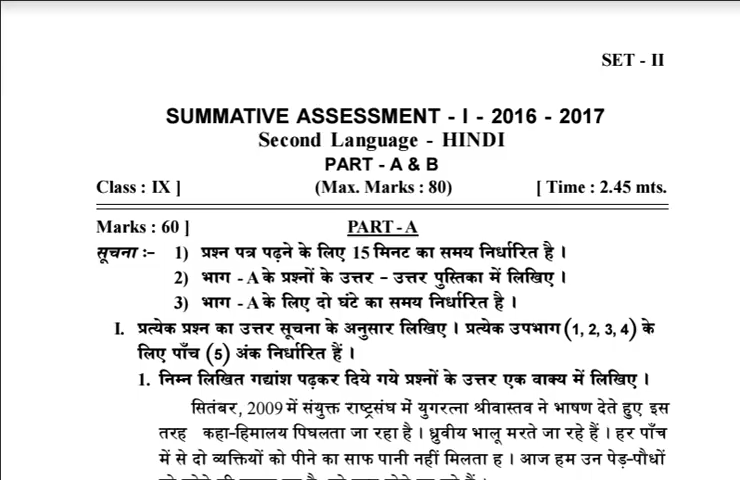 SET - II
SUMMATIVE ASSESSMENT - I - 2016 - 2017
Second Language - HINDI
PART - A & B
Class : IX ] (Max. Marks : 80) [ Time : 2.45 mts.
Marks : 60 ] PART - A
सूचना :- 1) प्रश्न पत्र पढ़ने के लिए 15 मिनट का समय निर्धारित है ।
2) भाग - A के प्रश्नों के उत्तर - उत्तर पुस्तिका में लिखिए ।
3) भाग - A के लिए दो घंटे का समय निर्धारित है ।
I. प्रत्येक प्रश्न का उत्तर सूचना के अनुसार लिखिए । प्रत्येक उपभाग (1, 2, 3, 4) के
लिए पाँच (5) अंक निर्धारित हैं ।
1. निम्न लिखित गद्यांश पढ़कर दिये गये प्रश्नों के उत्तर एक वाक्य में लिखिए ।
सितंबर, 2009 में संयुक्त राष्ट्रसंघ में युगरत्ना श्रीवास्तव ने भाषण देते हुए इस
तरह कहा-हिमालय पिघलता जा रहा है । ध्रुवीय भालू मरते जा रहे हैं । हर पाँच
में से दो व्यक्तियों को पीने का साफ पानी नहीं मिलता ह । आज हम उन पेड़-पौधों